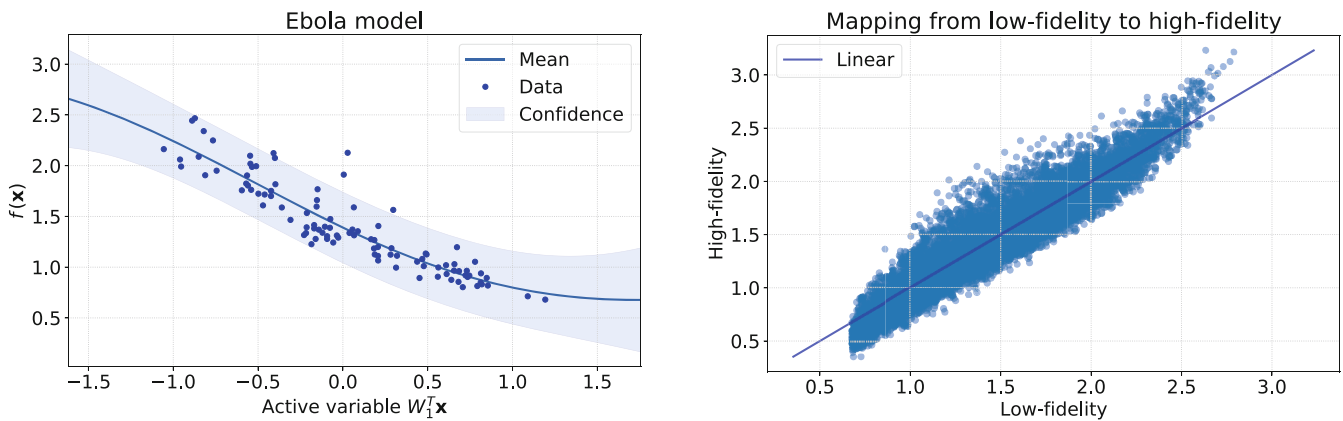 Ebola model
3.0
2.5
2.0
1.5
1.0
0.5
f(x)
Mean
Data
Confidence
−1.5 −1.0 −0.5 0.0 0.5 1.0 1.5
Active variable W₁ᵀx
Mapping from low-fidelity to high-fidelity
3.0
2.5
2.0
1.5
1.0
0.5
High-fidelity
Linear
0.5 1.0 1.5 2.0 2.5 3.0
Low-fidelity